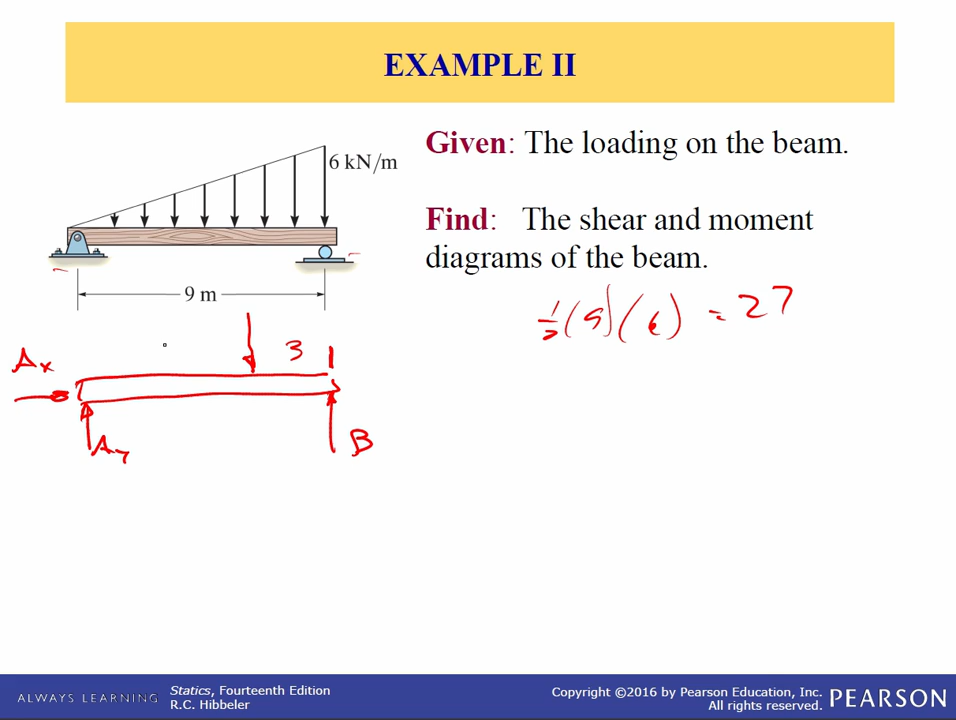 EXAMPLE II
Given: The loading on the beam.
6 kN/m
Find: The shear and moment
diagrams of the beam.
9 m
1/2 (9) (6) = 27
3
Ax
Ay
B
ALWAYS LEARNING
Statics, Fourteenth Edition
R.C. Hibbeler
Copyright ©2016 by Pearson Education, Inc.
All rights reserved.
PEARSON